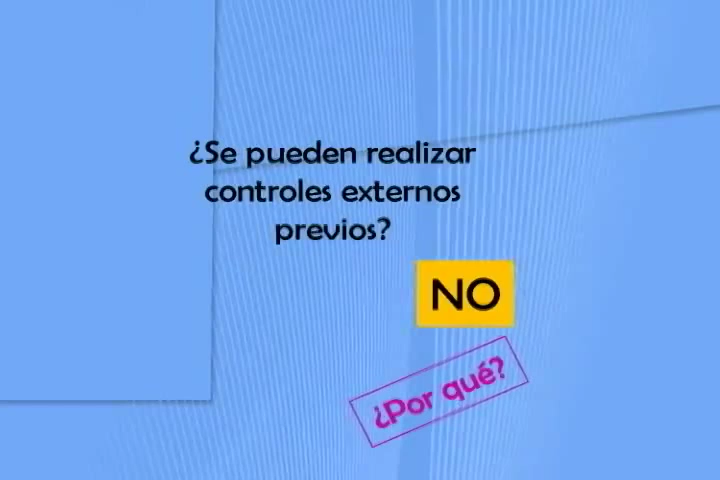 ¿Se pueden realizar
controles externos
previos?
NO
¿Por qué?